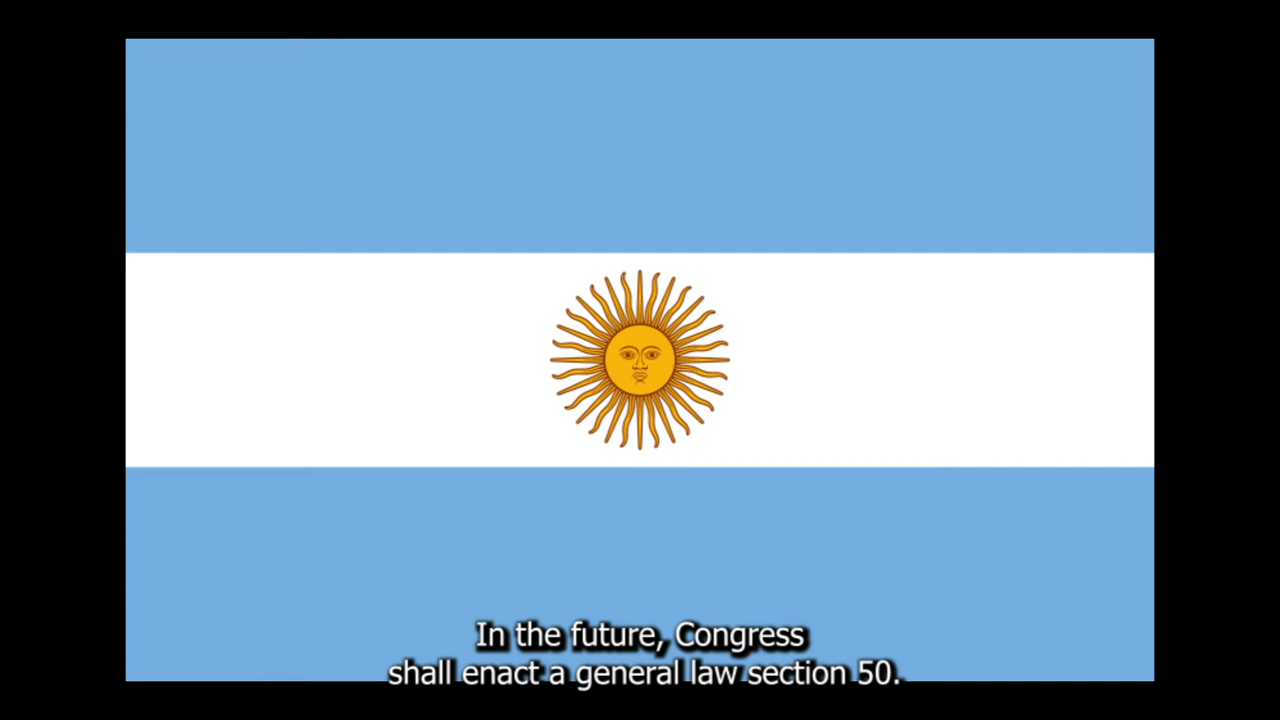 In the future, Congress
shall enact a general law section 50.